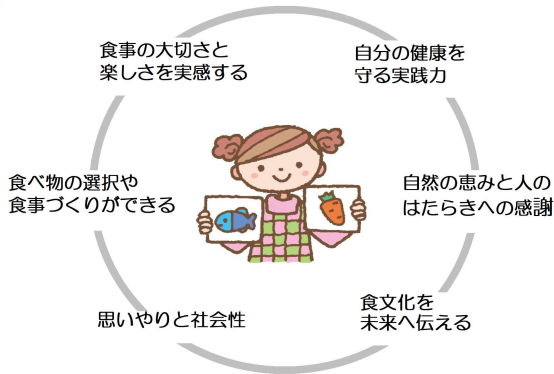 食事の大切さと
楽しさを実感する
自分の健康を
守る実践力
食べ物の選択や
食事づくりができる
自然の恵みと人の
はたらきへの感謝
思いやりと社会性
食文化を
未来へ伝える